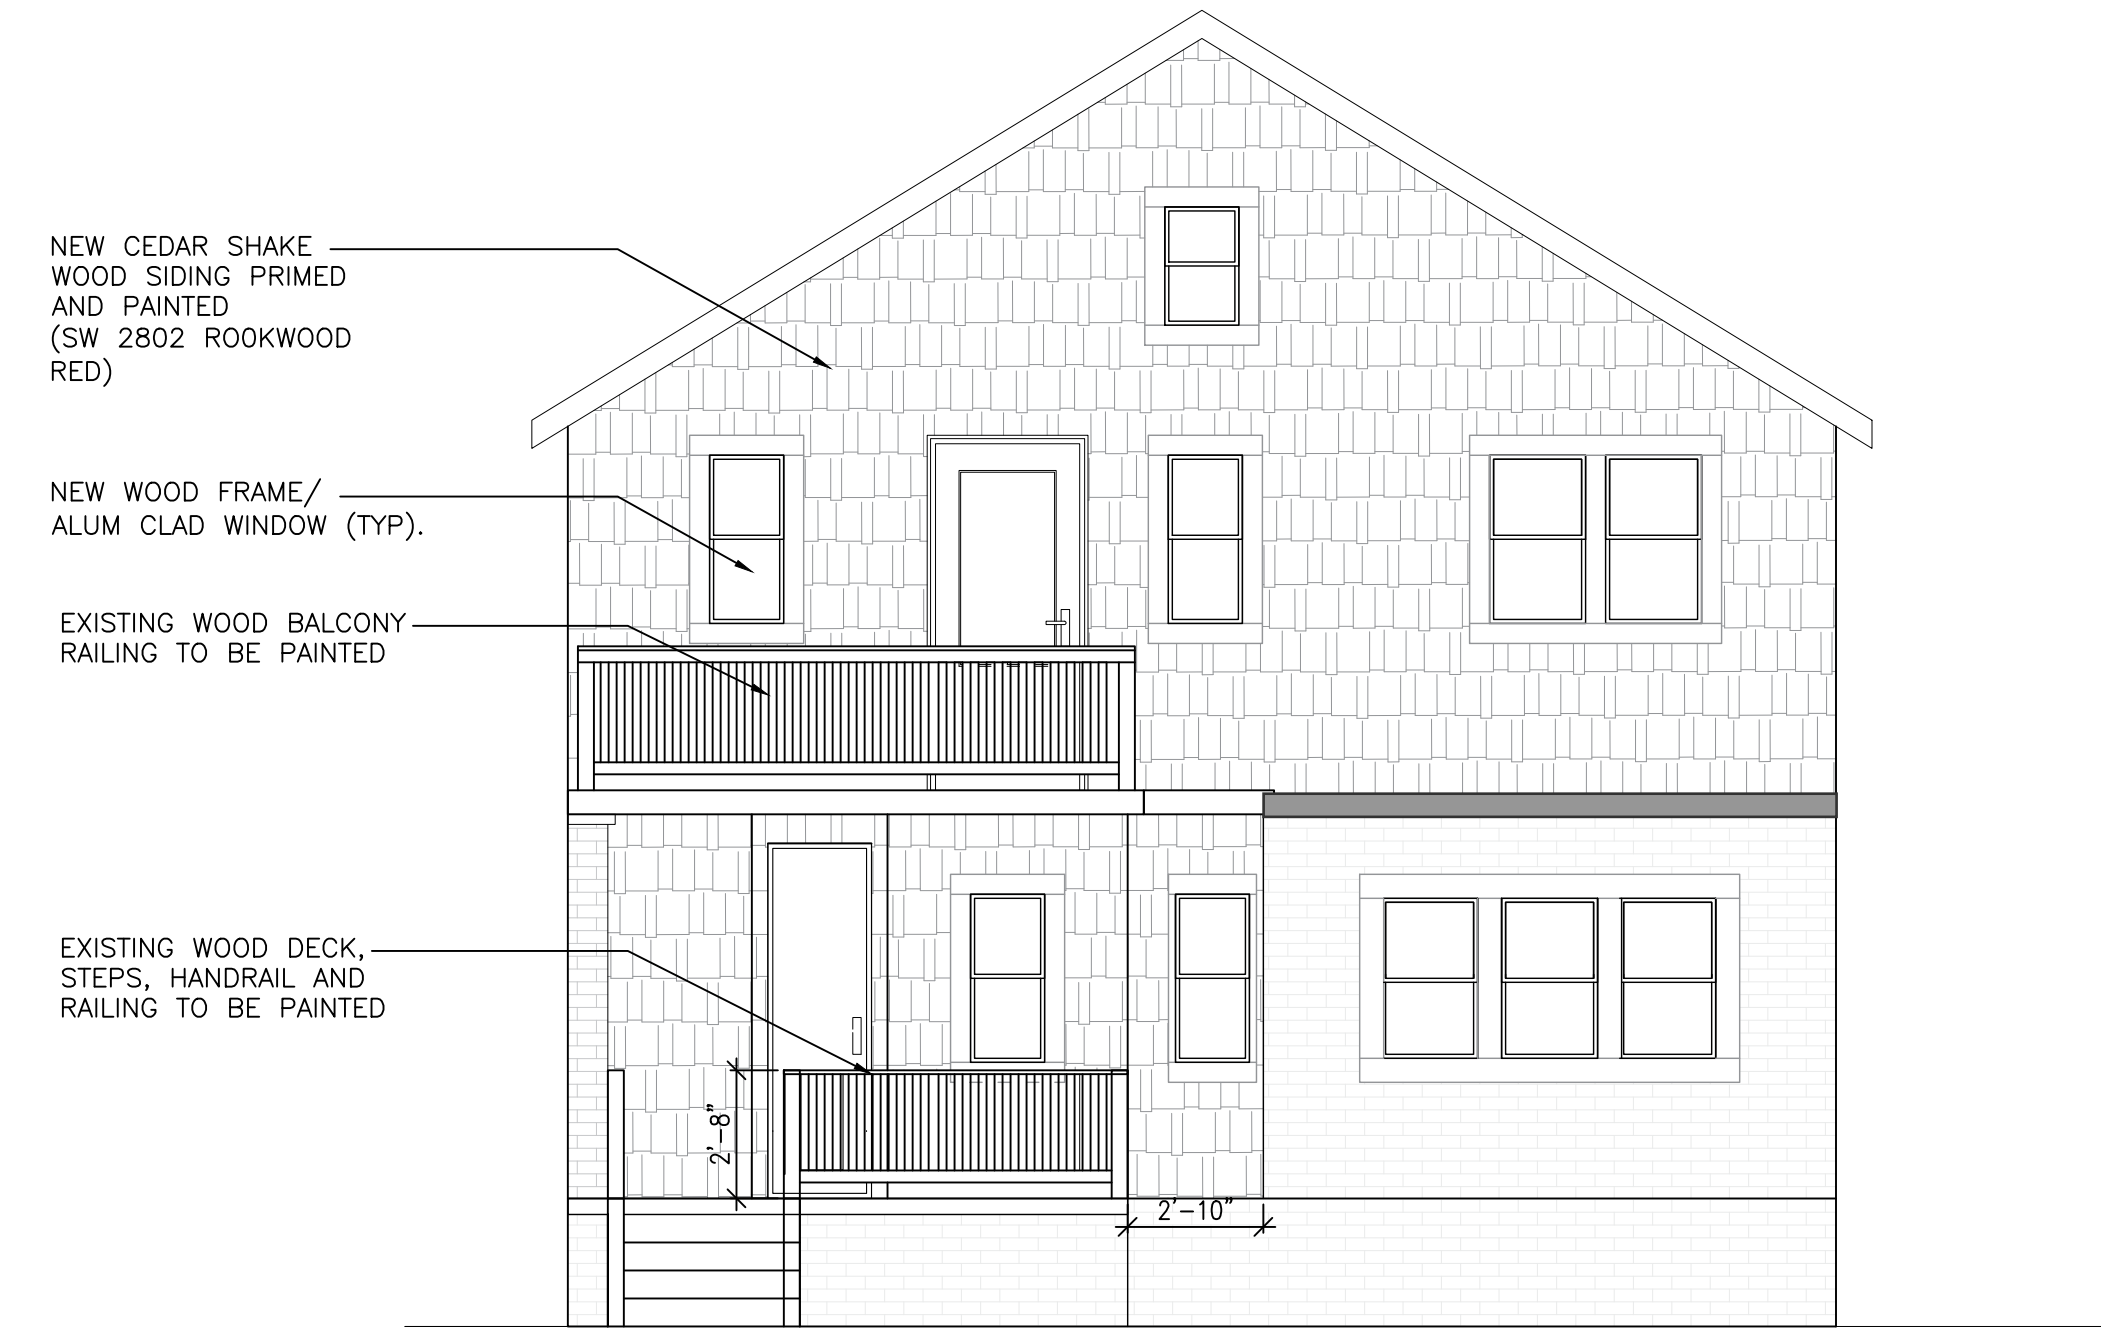 NEW CEDAR SHAKE
WOOD SIDING PRIMED
AND PAINTED
(SW 2802 ROOKWOOD
RED)
NEW WOOD FRAME/
ALUM CLAD WINDOW (TYP).
EXISTING WOOD BALCONY
RAILING TO BE PAINTED
EXISTING WOOD DECK,
STEPS, HANDRAIL AND
RAILING TO BE PAINTED
2'-8"
2'-10"